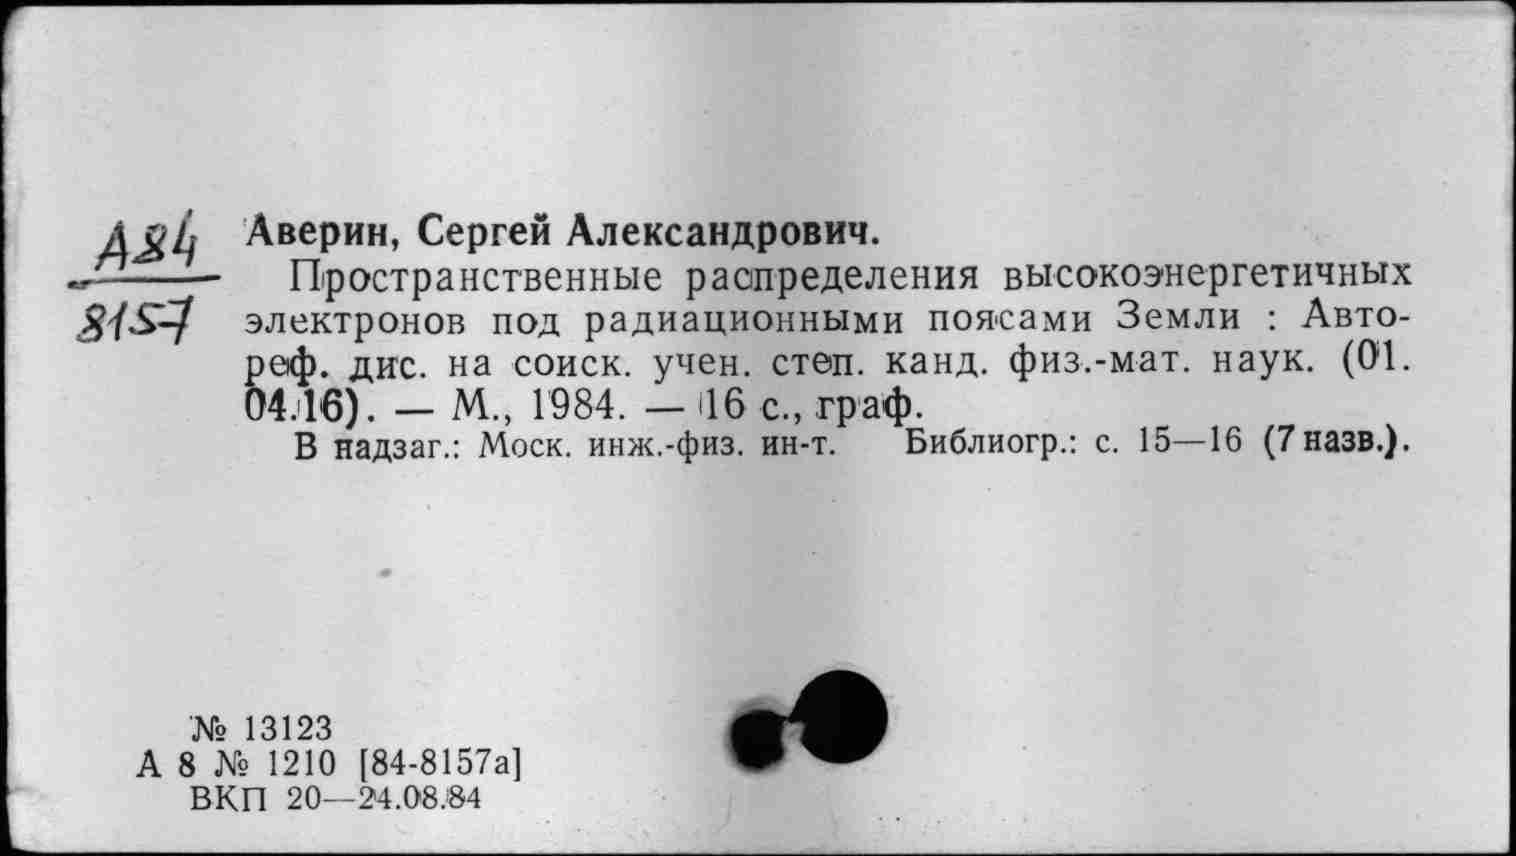 А84
8157
Аверин, Сергей Александрович.
Пространственные распределения высокоэнергетичных
электронов под радиационными поясами Земли : Авто-
реф. дис. на соиск. учен. степ. канд. физ.-мат. наук. (01.
04.16). — М., 1984. — 16 с., граф.
В надзаг.: Моск. инж.-физ. ин-т. Библиогр.: с. 15—16 (7 назв.).
№ 13123
А 8 № 1210 [84-8157а]
ВКП 20—24.08.84